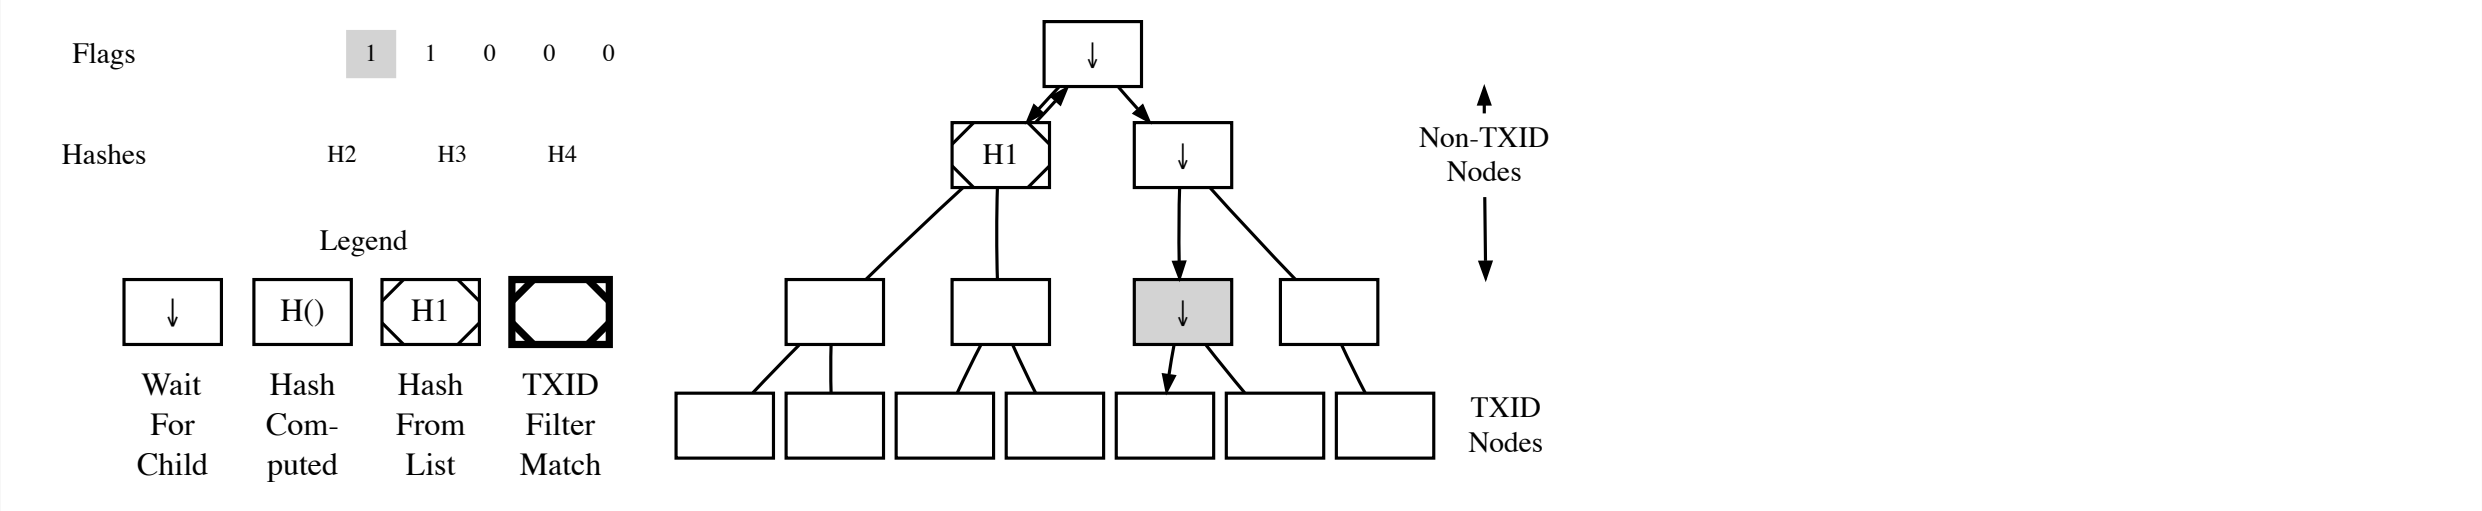 Flags 1 1 0 0 0
Hashes H2 H3 H4
Legend
↓ H() H1
Wait
For
Child
Hash
Com-
puted
Hash
From
List
TXID
Filter
Match
↓
H1 ↓
↓
Non-TXID
Nodes
TXID
Nodes